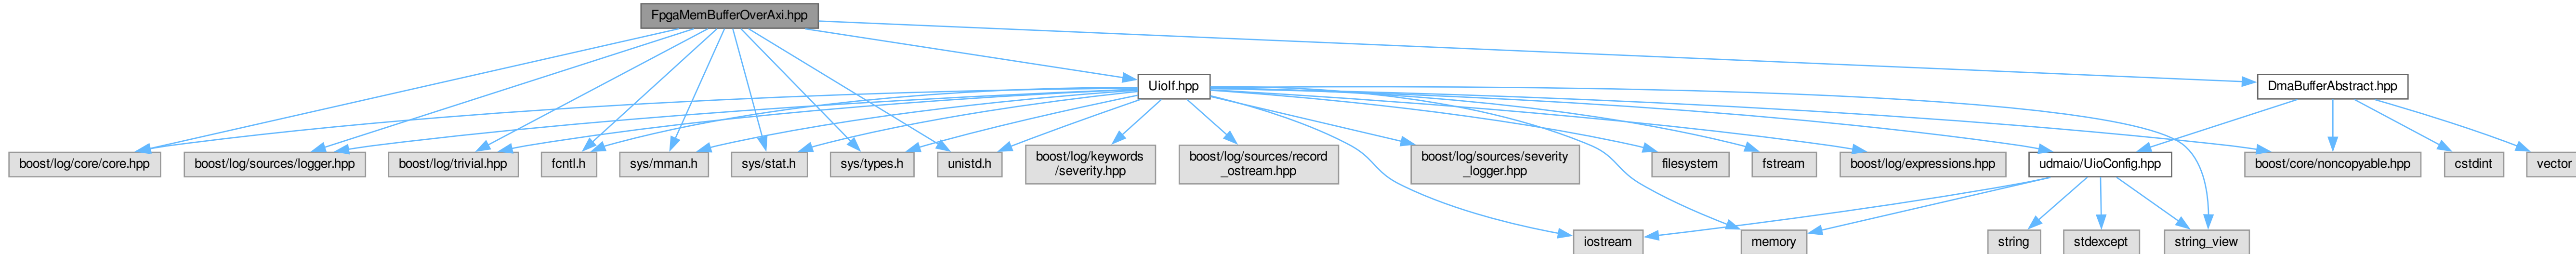 FpgaMemBufferOverAxi.hpp
UioIf.hpp
DmaBufferAbstract.hpp
boost/log/core/core.hpp
boost/log/sources/logger.hpp
boost/log/trivial.hpp
fcntl.h
sys/mman.h
sys/stat.h
sys/types.h
unistd.h
boost/log/keywords
/severity.hpp
boost/log/sources/record
_ostream.hpp
boost/log/sources/severity
_logger.hpp
filesystem
fstream
boost/log/expressions.hpp
udmaio/UioConfig.hpp
boost/core/noncopyable.hpp
cstdint
vector
iostream
memory
string
stdexcept
string_view